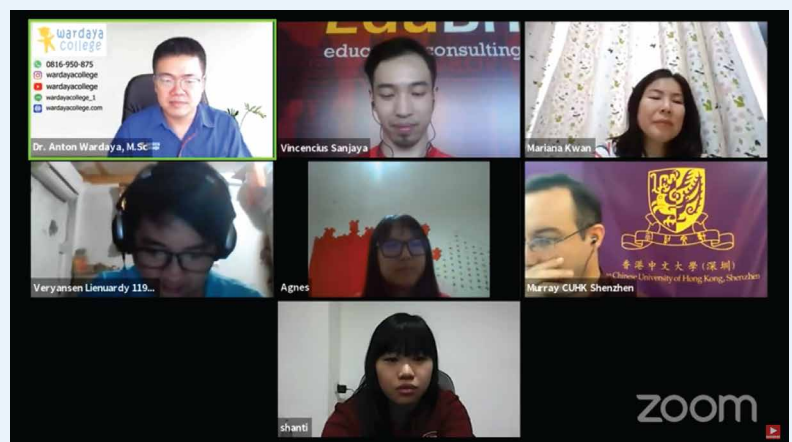 wardaya
college
0816-950-875
wardayacollege
wardayacollege
wardayacollege_1
wardayacollege.com
Dr. Anton Wardaya, M.Sc
education consulting
Vincencius Sanjaya
Mariana Kwan
Veryansen Lienuardy 119...
Agnes
香港中文大學(深圳)
Chinese University of Hong Kong, Shenzhen
Murray CUHK Shenzhen
shanti
zoom